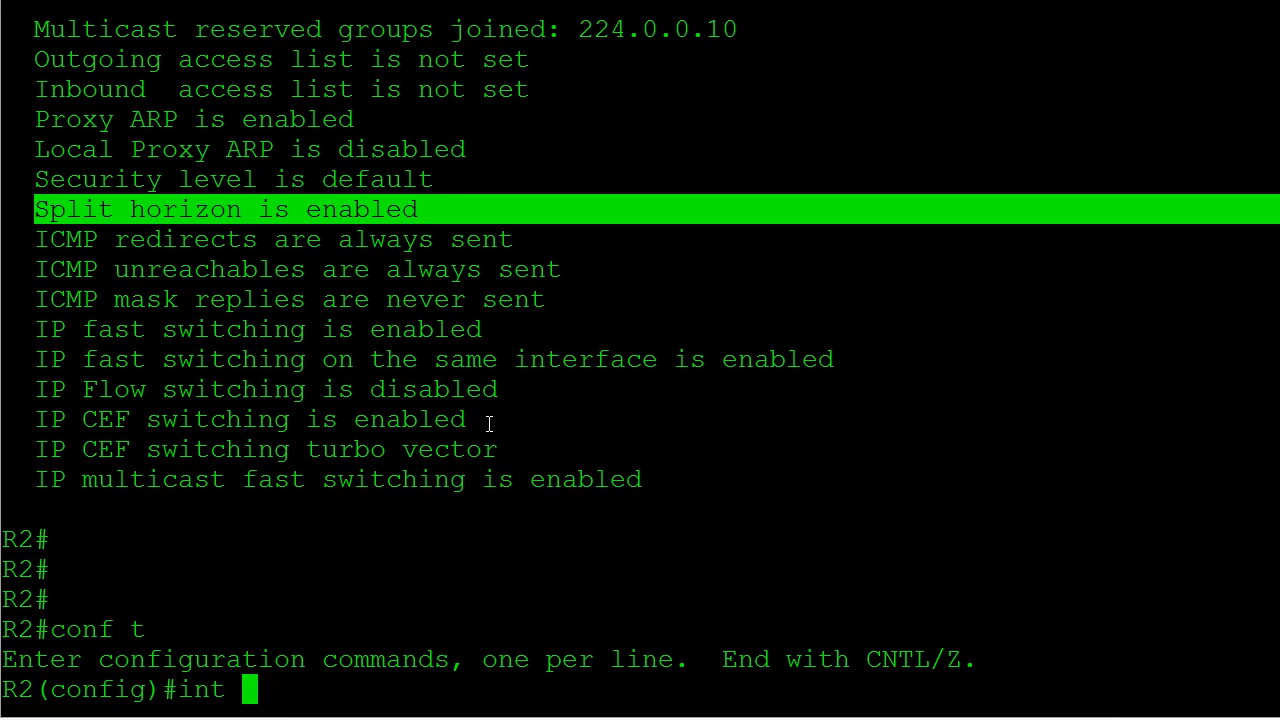 Multicast reserved groups joined: 224.0.0.10
Outgoing access list is not set
Inbound  access list is not set
Proxy ARP is enabled
Local Proxy ARP is disabled
Security level is default
Split horizon is enabled
ICMP redirects are always sent
ICMP unreachables are always sent
ICMP mask replies are never sent
IP fast switching is enabled
IP fast switching on the same interface is enabled
IP Flow switching is disabled
IP CEF switching is enabled
IP CEF switching turbo vector
IP multicast fast switching is enabled
R2#
R2#
R2#
R2#conf t
Enter configuration commands, one per line.  End with CNTL/Z.
R2(config)#int